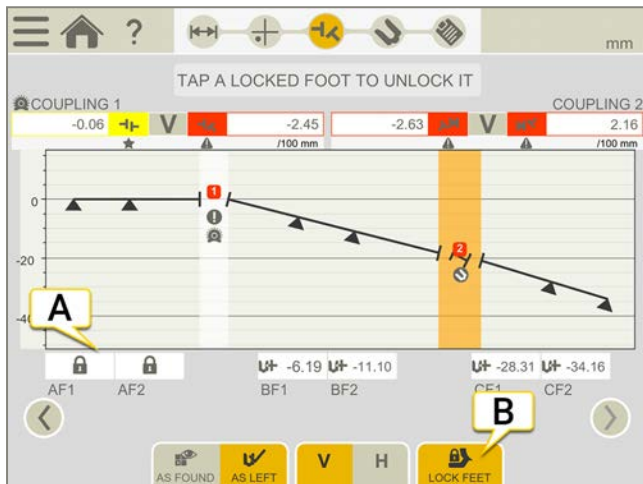 ?
mm
TAP A LOCKED FOOT TO UNLOCK IT
COUPLING 1 COUPLING 2
-0.06 V -2.45 -2.63 V 2.16
/100 mm /100 mm
1
0
2
-20
A
-40
-6.19 -11.10 -28.31 -34.16
AF1 AF2 BF1 BF2 CF1 CF2
B
AS FOUND AS LEFT V H LOCK FEET